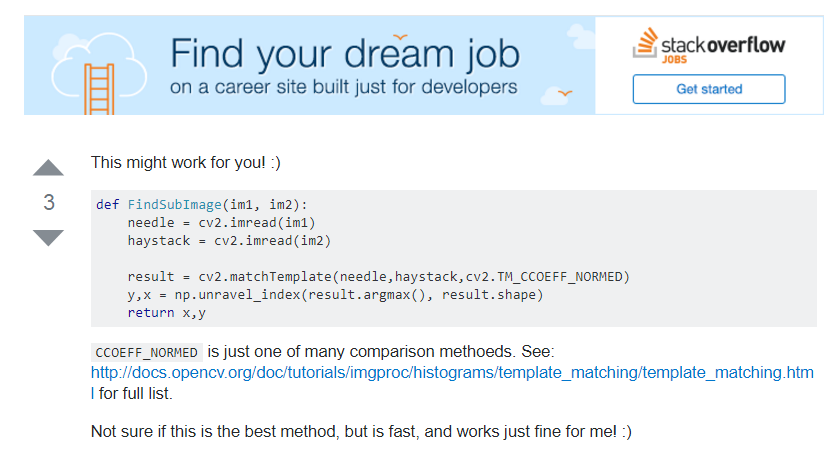 Find your dream job
on a career site built just for developers
stackoverflow
JOBS
Get started
This might work for you! :)
3
def FindSubImage(im1, im2):
    needle = cv2.imread(im1)
    haystack = cv2.imread(im2)
    result = cv2.matchTemplate(needle,haystack,cv2.TM_CCOEFF_NORMED)
    y,x = np.unravel_index(result.argmax(), result.shape)
    return x,y
CCOEFF_NORMED is just one of many comparison methoeds. See:
http://docs.opencv.org/doc/tutorials/imgproc/histograms/template_matching/template_matching.htm
l for full list.
Not sure if this is the best method, but is fast, and works just fine for me! :)